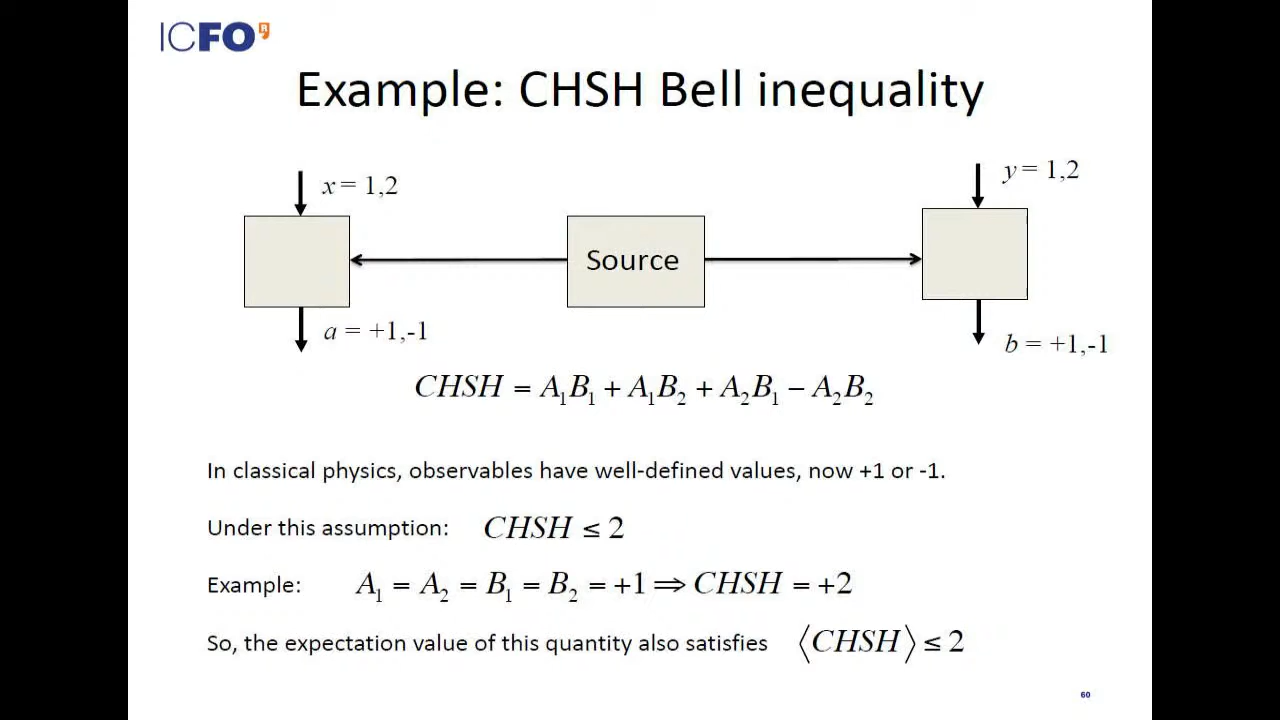 ICFO R
Example: CHSH Bell inequality
x = 1,2
y = 1,2
Source
a = +1,-1
b = +1,-1
CHSH = A₁B₁ + A₁B₂ + A₂B₁ − A₂B₂
In classical physics, observables have well-defined values, now +1 or -1.
Under this assumption: CHSH ≤ 2
Example: A₁ = A₂ = B₁ = B₂ = +1 ⇒ CHSH = +2
So, the expectation value of this quantity also satisfies ⟨CHSH⟩ ≤ 2
60